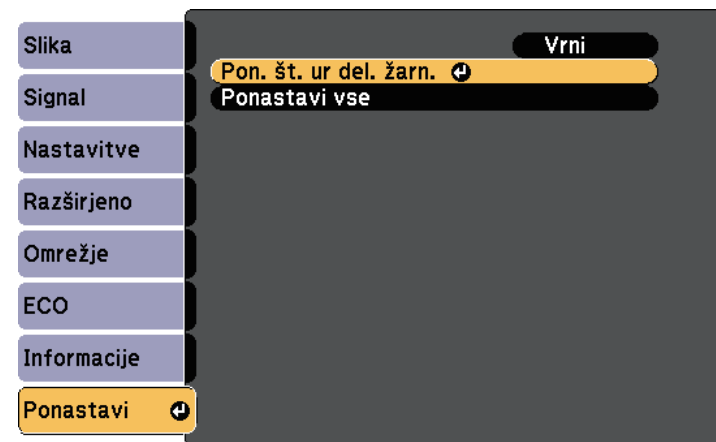 Slika
Signal
Nastavitve
Razširjeno
Omrežje
ECO
Informacije
Ponastavi
Vrni
Pon. št. ur del. žarn.
Ponastavi vse